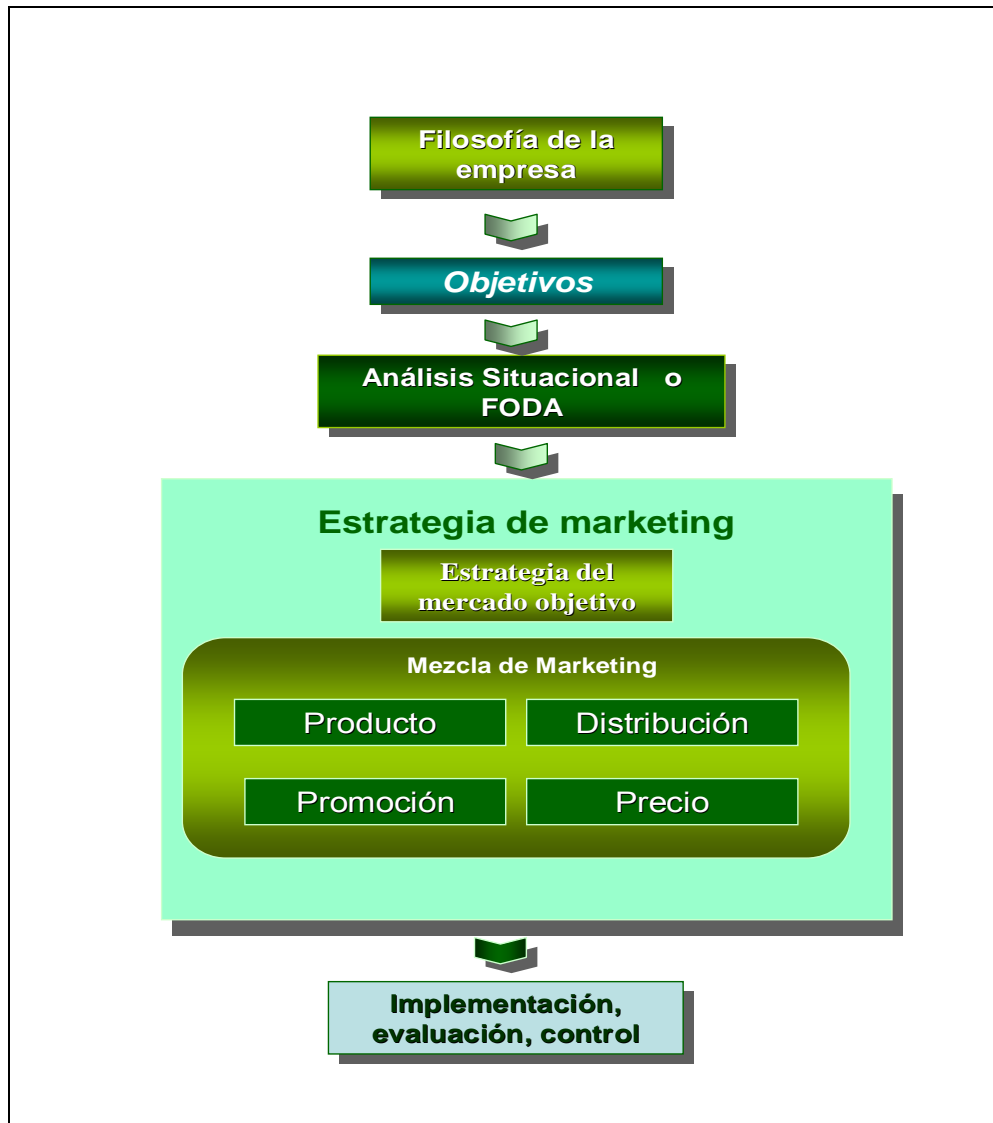 Filosofía de la
empresa
Objetivos
Análisis Situacional o
FODA
Estrategia de marketing
Estrategia del
mercado objetivo
Mezcla de Marketing
Producto
Distribución
Promoción
Precio
Implementación,
evaluación, control